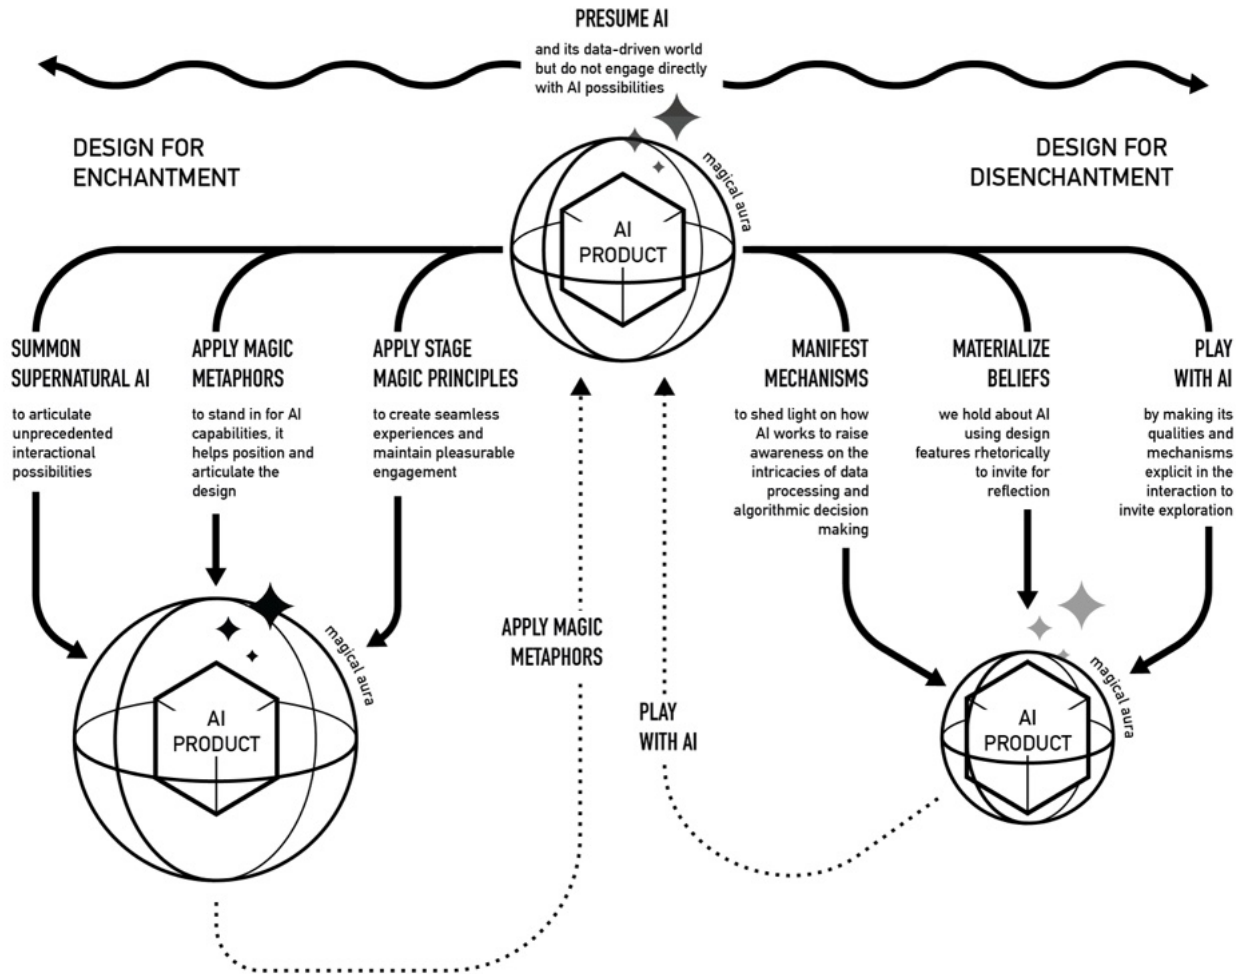 PRESUME AI
and its data-driven world
but do not engage directly
with AI possibilities
DESIGN FOR
ENCHANTMENT
DESIGN FOR
DISENCHANTMENT
magical aura
AI
PRODUCT
SUMMON
SUPERNATURAL AI
to articulate
unprecedented
interactional
possibilities
APPLY MAGIC
METAPHORS
to stand in for AI
capabilities, it
helps position and
articulate the
design
APPLY STAGE
MAGIC PRINCIPLES
to create seamless
experiences and
maintain pleasurable
engagement
MANIFEST
MECHANISMS
to shed light on how
AI works to raise
awareness on the
intricacies of data
processing and
algorithmic decision
making
MATERIALIZE
BELIEFS
we hold about AI
using design
features rhetorically
to invite for
reflection
PLAY
WITH AI
by making its
qualities and
mechanisms
explicit in the
interaction to
invite exploration
magical aura
AI
PRODUCT
APPLY MAGIC
METAPHORS
PLAY
WITH AI
magical aura
AI
PRODUCT